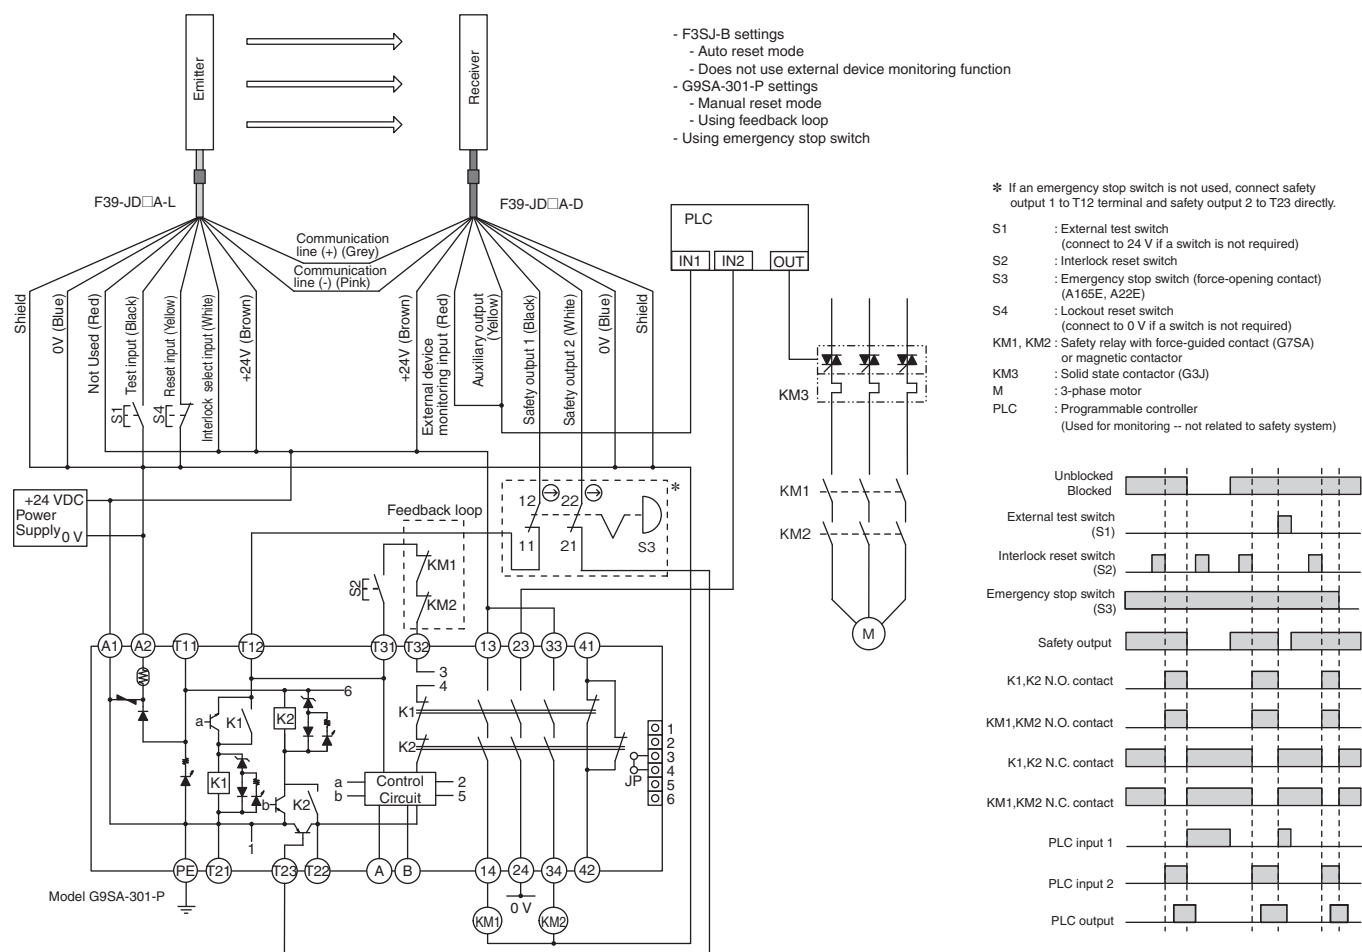 - F3SJ-B settings
- Auto reset mode
- Does not use external device monitoring function
- G9SA-301-P settings
- Manual reset mode
- Using feedback loop
- Using emergency stop switch
Emitter
Receiver
F39-JD□A-L
F39-JD□A-D
Communication
line (+) (Grey)
Communication
line (-) (Pink)
Shield
0V (Blue)
Not Used (Red)
Test input (Black)
Reset input (Yellow)
Interlock select input (White)
+24V (Brown)
+24V (Brown)
External device
monitoring input (Red)
Auxiliary output
(Yellow)
Safety output 1 (Black)
Safety output 2 (White)
0V (Blue)
Shield
S1
S4
PLC
IN1
IN2
OUT
KM3
KM1
KM2
M
* If an emergency stop switch is not used, connect safety
output 1 to T12 terminal and safety output 2 to T23 directly.
S1 : External test switch
(connect to 24 V if a switch is not required)
S2 : Interlock reset switch
S3 : Emergency stop switch (force-opening contact)
(A165E, A22E)
S4 : Lockout reset switch
(connect to 0 V if a switch is not required)
KM1, KM2 : Safety relay with force-guided contact (G7SA)
or magnetic contactor
KM3 : Solid state contactor (G3J)
M : 3-phase motor
PLC : Programmable controller
(Used for monitoring -- not related to safety system)
+24 VDC
Power
Supply 0 V
Feedback loop
S2
KM1
KM2
*
12
22
11
21
S3
A1
A2
T11
T12
T31
T32
13
23
33
41
3
4
6
a
K1
K2
K1
K2
K1
b
K2
1
a
b
Control
Circuit
2
5
JP
1
2
3
4
5
6
PE
T21
T23
T22
A
B
14
24
34
42
Model G9SA-301-P
KM1
0 V
KM2
Unblocked
Blocked
External test switch
(S1)
Interlock reset switch
(S2)
Emergency stop switch
(S3)
Safety output
K1,K2 N.O. contact
KM1,KM2 N.O. contact
K1,K2 N.C. contact
KM1,KM2 N.C. contact
PLC input 1
PLC input 2
PLC output